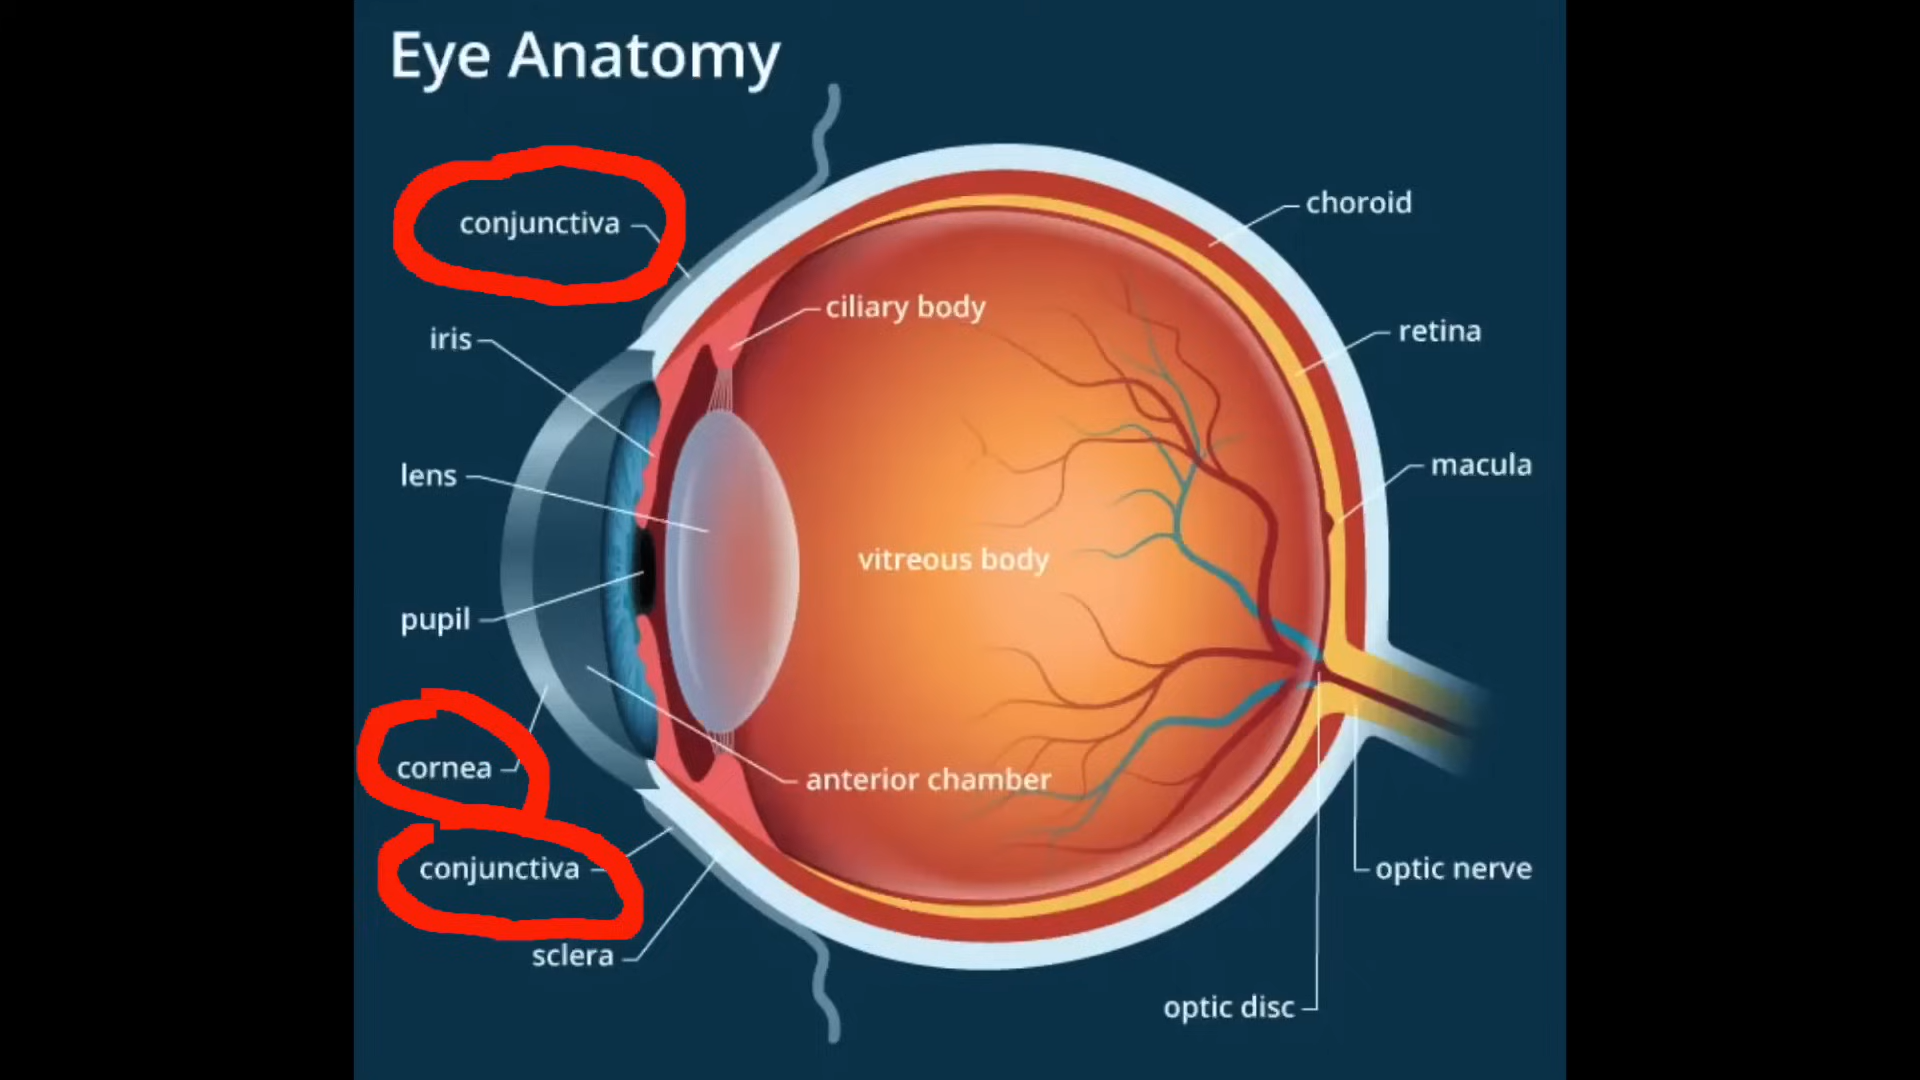 Eye Anatomy
conjunctiva
iris
lens
pupil
cornea
conjunctiva
sclera
ciliary body
vitreous body
anterior chamber
choroid
retina
macula
optic nerve
optic disc